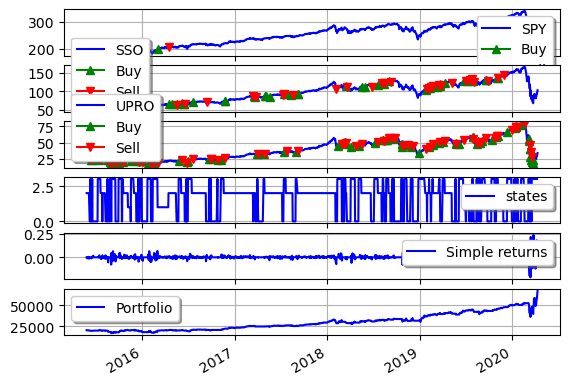 300
200
SPY
Buy
SSO
Buy
Sell
150
100
50
UPRO
Buy
Sell
75
50
25
2.5
0.0
states
0.25
0.00
Simple returns
50000
25000
Portfolio
2016 2017 2018 2019 2020